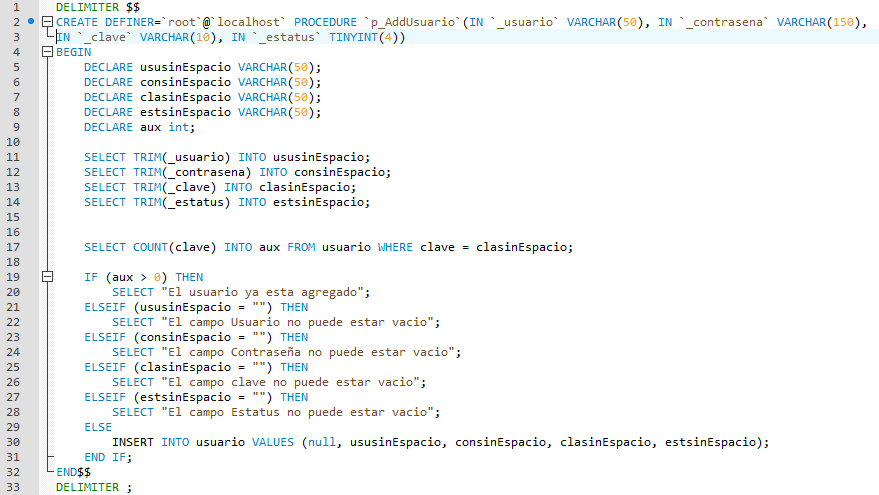 1 DELIMITER $$
2 CREATE DEFINER=`root`@`localhost` PROCEDURE `p_AddUsuario`(IN `_usuario` VARCHAR(50), IN `_contrasena` VARCHAR(150),
3 IN `_clave` VARCHAR(10), IN `_estatus` TINYINT(4))
4 BEGIN
5 DECLARE ususinEspacio VARCHAR(50);
6 DECLARE consinEspacio VARCHAR(50);
7 DECLARE clasinEspacio VARCHAR(50);
8 DECLARE estsinEspacio VARCHAR(50);
9 DECLARE aux int;
10
11 SELECT TRIM(_usuario) INTO ususinEspacio;
12 SELECT TRIM(_contrasena) INTO consinEspacio;
13 SELECT TRIM(_clave) INTO clasinEspacio;
14 SELECT TRIM(_estatus) INTO estsinEspacio;
15
16
17 SELECT COUNT(clave) INTO aux FROM usuario WHERE clave = clasinEspacio;
18
19 IF (aux > 0) THEN
20 SELECT "El usuario ya esta agregado";
21 ELSEIF (ususinEspacio = "") THEN
22 SELECT "El campo Usuario no puede estar vacio";
23 ELSEIF (consinEspacio = "") THEN
24 SELECT "El campo Contraseña no puede estar vacio";
25 ELSEIF (clasinEspacio = "") THEN
26 SELECT "El campo clave no puede estar vacio";
27 ELSEIF (estsinEspacio = "") THEN
28 SELECT "El campo Estatus no puede estar vacio";
29 ELSE
30 INSERT INTO usuario VALUES (null, ususinEspacio, consinEspacio, clasinEspacio, estsinEspacio);
31 END IF;
32 END$$
33 DELIMITER ;